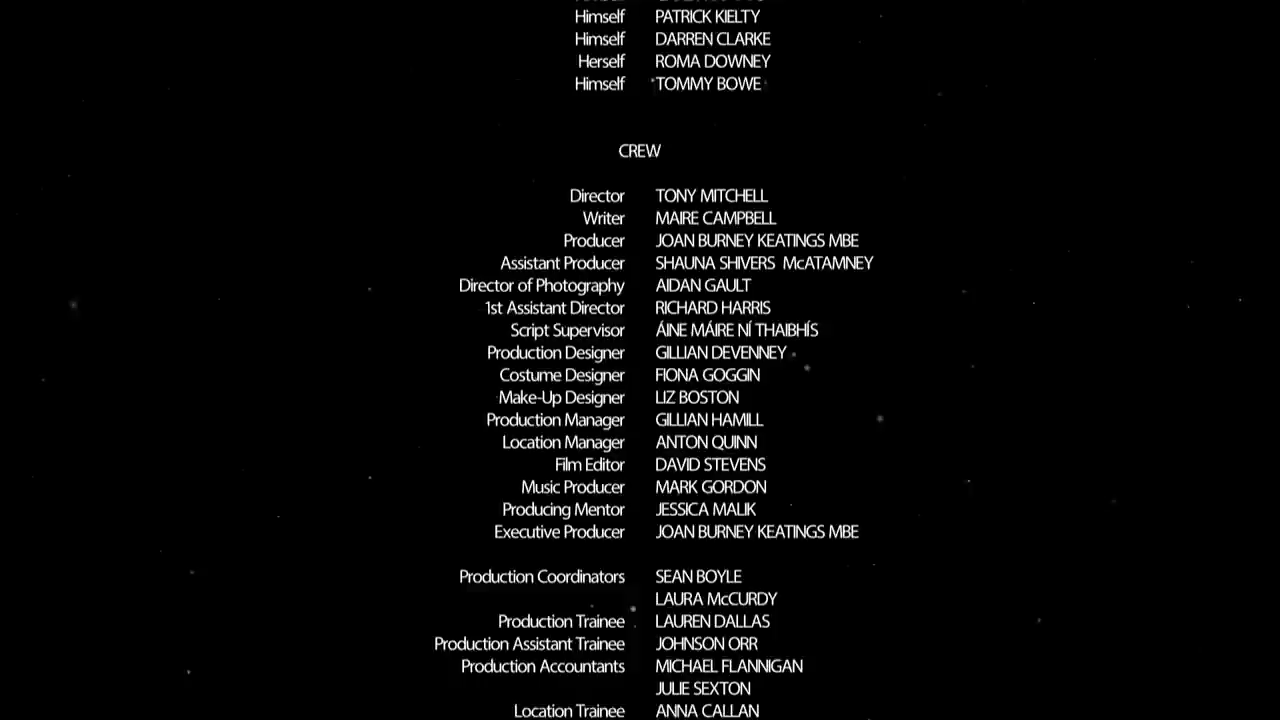 Himself PATRICK KIELTY
Himself DARREN CLARKE
Herself ROMA DOWNEY
Himself TOMMY BOWE
CREW
Director TONY MITCHELL
Writer MAIRE CAMPBELL
Producer JOAN BURNEY KEATINGS MBE
Assistant Producer SHAUNA SHIVERS McATAMNEY
Director of Photography AIDAN GAULT
1st Assistant Director RICHARD HARRIS
Script Supervisor ÁINE MÁIRE NÍ THAIBHÍS
Production Designer GILLIAN DEVENNEY
Costume Designer FIONA GOGGIN
Make-Up Designer LIZ BOSTON
Production Manager GILLIAN HAMILL
Location Manager ANTON QUINN
Film Editor DAVID STEVENS
Music Producer MARK GORDON
Producing Mentor JESSICA MALIK
Executive Producer JOAN BURNEY KEATINGS MBE
Production Coordinators SEAN BOYLE
LAURA McCURDY
Production Trainee LAUREN DALLAS
Production Assistant Trainee JOHNSON ORR
Production Accountants MICHAEL FLANNIGAN
JULIE SEXTON
Location Trainee ANNA CALLAN